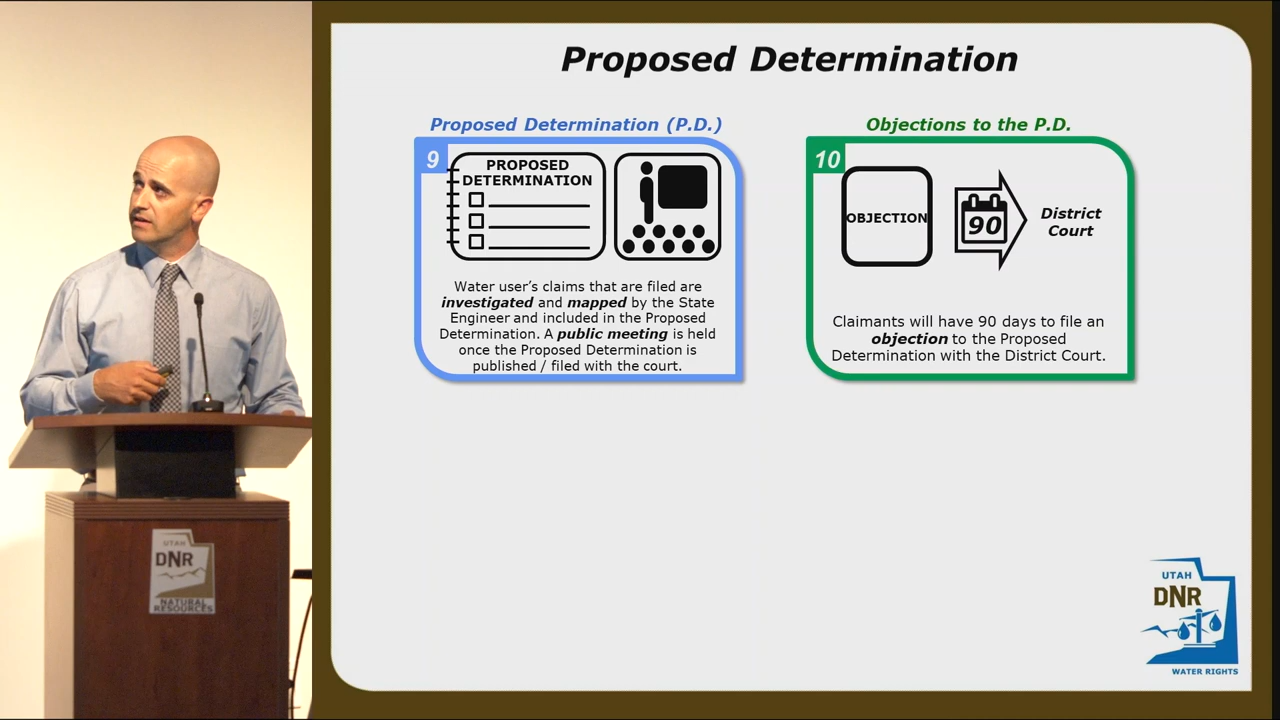 Proposed Determination
Proposed Determination (P.D.)
9
PROPOSED
DETERMINATION
Water user’s claims that are filed are
investigated and mapped by the State
Engineer and included in the Proposed
Determination. A public meeting is held
once the Proposed Determination is
published / filed with the court.
Objections to the P.D.
10
OBJECTION
90
District
Court
Claimants will have 90 days to file an
objection to the Proposed
Determination with the District Court.
UTAH
DNR
NATURAL
RESOURCES
UTAH
DNR
WATER RIGHTS